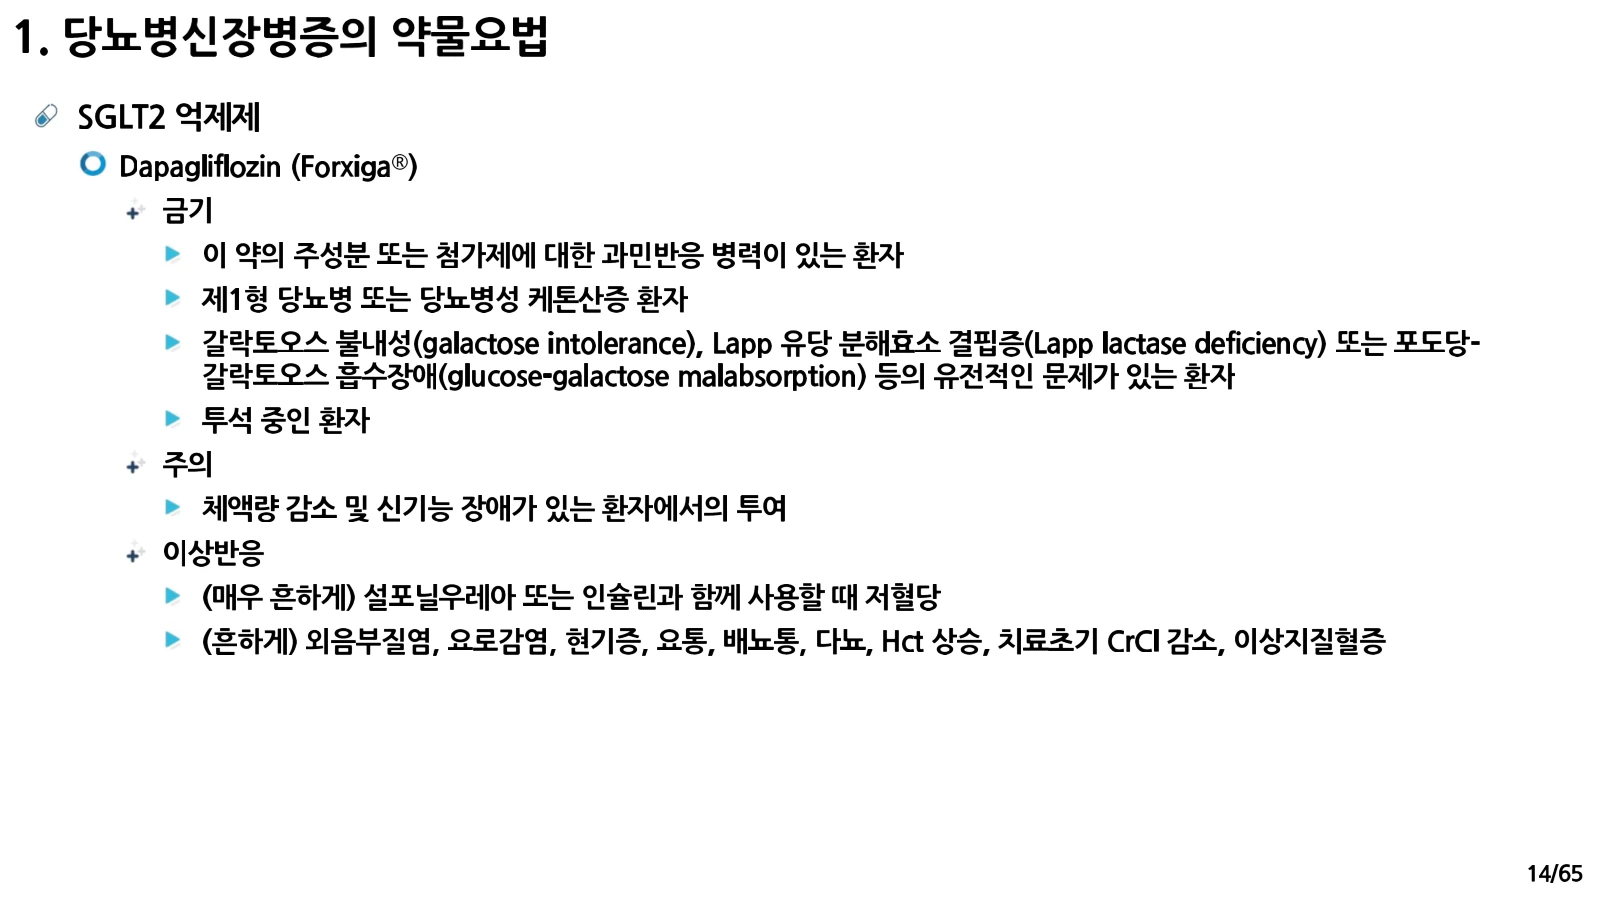 1. 당뇨병신장병증의 약물요법
SGLT2 억제제
Dapagliflozin (Forxiga®)
금기
이 약의 주성분 또는 첨가제에 대한 과민반응 병력이 있는 환자
제1형 당뇨병 또는 당뇨병성 케톤산증 환자
갈락토오스 불내성(galactose intolerance), Lapp 유당 분해효소 결핍증(Lapp lactase deficiency) 또는 포도당-
갈락토오스 흡수장애(glucose-galactose malabsorption) 등의 유전적인 문제가 있는 환자
투석 중인 환자
주의
체액량 감소 및 신기능 장애가 있는 환자에서의 투여
이상반응
(매우 흔하게) 설포닐우레아 또는 인슐린과 함께 사용할 때 저혈당
(흔하게) 외음부질염, 요로감염, 현기증, 요통, 배뇨통, 다뇨, Hct 상승, 치료초기 CrCl 감소, 이상지질혈증
14/65